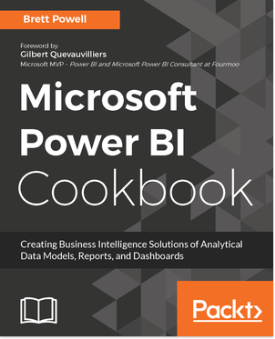 Brett Powell
Foreword by:
Gilbert Quevauvilliers
Microsoft MVP - Power BI and Microsoft Power BI Consultant at Fourmoo
Microsoft
Power BI
Cookbook
Creating Business Intelligence Solutions of Analytical
Data Models, Reports, and Dashboards
Packt>